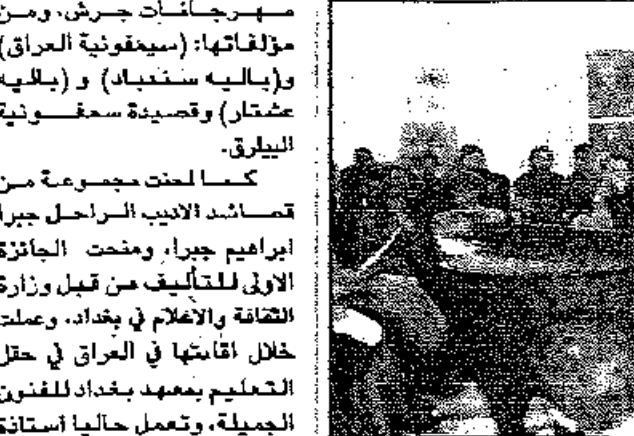 مهرجانات جرش، ومن
مؤلفاتها: (سيمفونية العراق)
و(باليه سندباد) و (باليه
عشتار) وقصيدة سمفونية
البيارق.
كما لحنت مجموعة من
قصائد الاديب الراحل جبرا
ابراهيم جبرا، ومنحت الجائزة
الاولى للتأليف من قبل وزارة
الثقافة والأعلام في بغداد، وعملت
خلال اقامتها في العراق في حقل
التعليم بمعهد بغداد للفنون
الجميلة، وتعمل حاليا استاذة